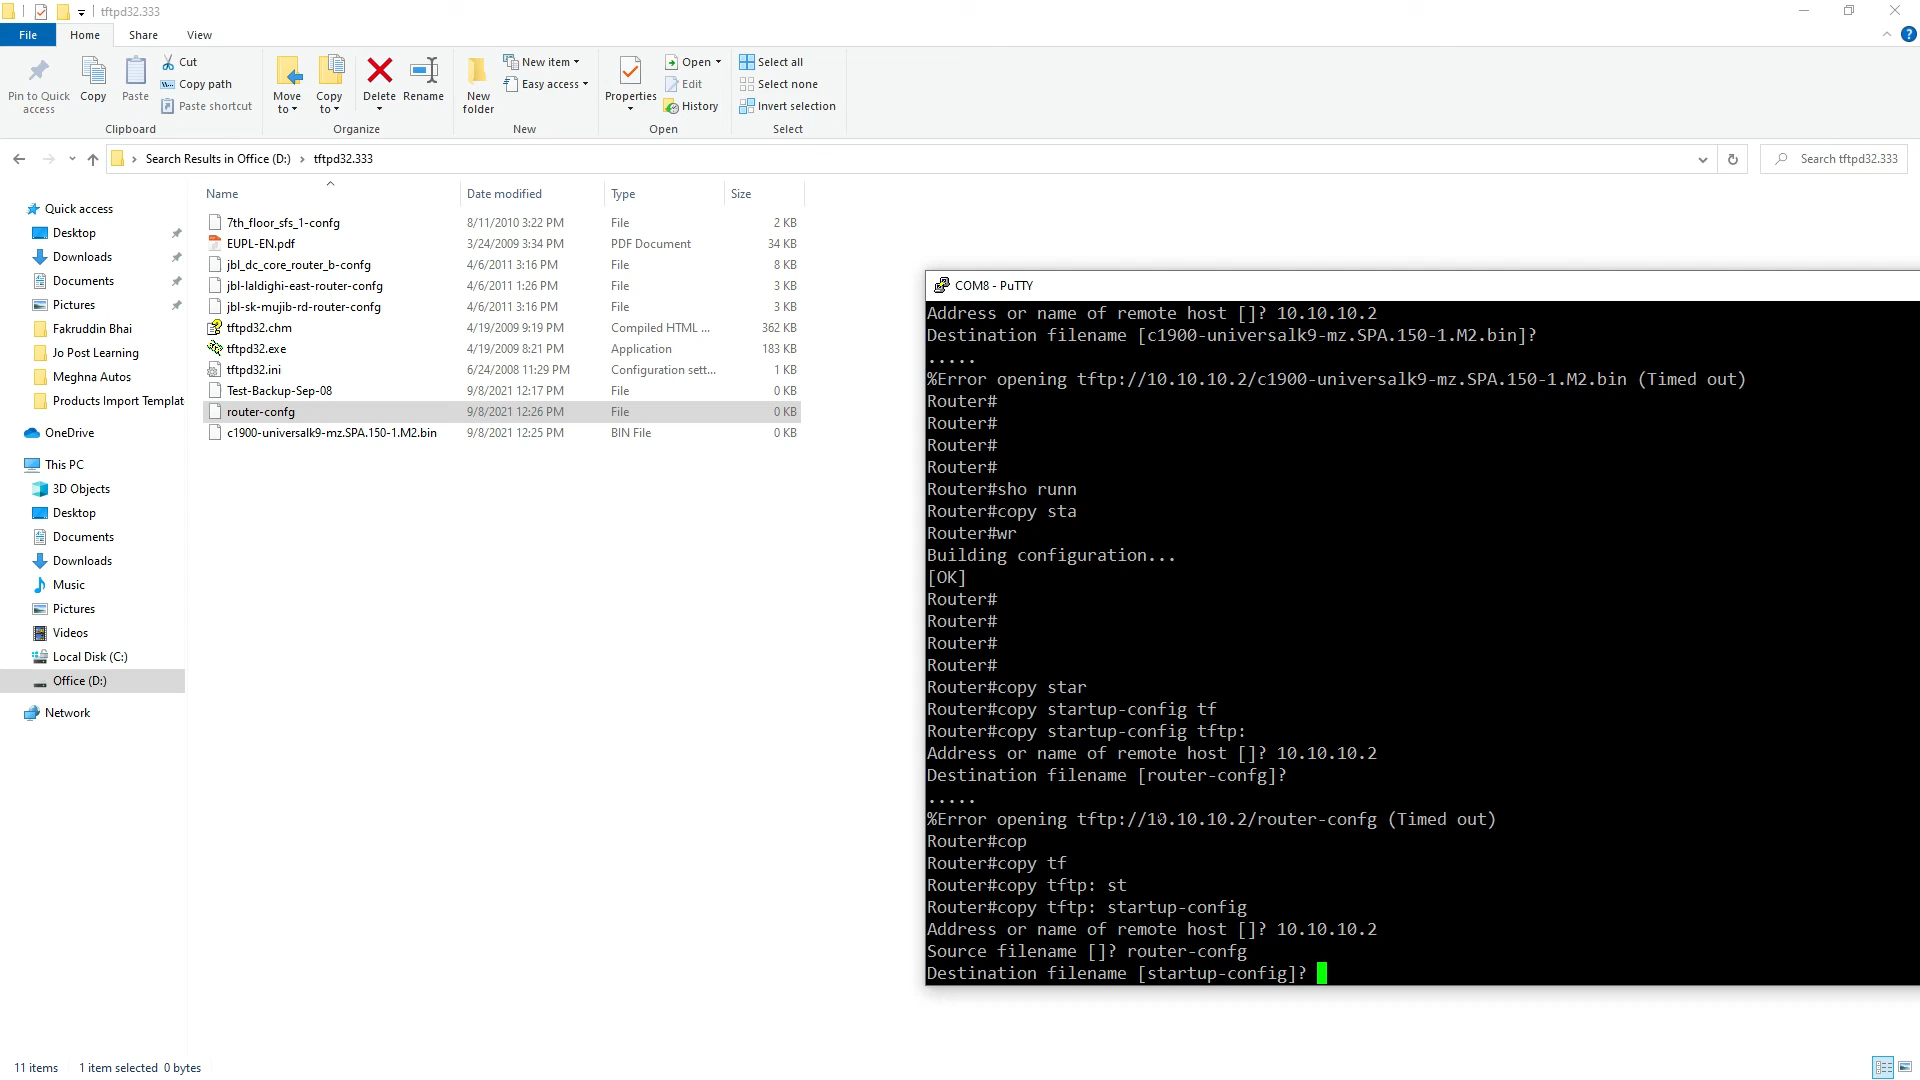 tftpd32.333
File
Home
Share
View
Pin to Quick access
Copy
Paste
Cut
Copy path
Paste shortcut
Clipboard
Move to
Copy to
Delete
Rename
Organize
New folder
New item
Easy access
New
Properties
Open
Edit
History
Open
Select all
Select none
Invert selection
Select
Search Results in Office (D:) › tftpd32.333
Search tftpd32.333
Quick access
Desktop
Downloads
Documents
Pictures
Fakruddin Bhai
Jo Post Learning
Meghna Autos
Products Import Templat
OneDrive
This PC
3D Objects
Desktop
Documents
Downloads
Music
Pictures
Videos
Local Disk (C:)
Office (D:)
Network
Name Date modified Type Size
7th_floor_sfs_1-confg 8/11/2010 3:22 PM File 2 KB
EUPL-EN.pdf 3/24/2009 3:34 PM PDF Document 34 KB
jbl_dc_core_router_b-confg 4/6/2011 3:16 PM File 8 KB
jbl-laldighi-east-router-confg 4/6/2011 1:26 PM File 3 KB
jbl-sk-mujib-rd-router-confg 4/6/2011 3:16 PM File 3 KB
tftpd32.chm 4/19/2009 9:19 PM Compiled HTML ... 362 KB
tftpd32.exe 4/19/2009 8:21 PM Application 183 KB
tftpd32.ini 6/24/2008 11:29 PM Configuration sett... 1 KB
Test-Backup-Sep-08 9/8/2021 12:17 PM File 0 KB
router-confg 9/8/2021 12:26 PM File 0 KB
c1900-universalk9-mz.SPA.150-1.M2.bin 9/8/2021 12:25 PM BIN File 0 KB
COM8 - PuTTY
Address or name of remote host []? 10.10.10.2
Destination filename [c1900-universalk9-mz.SPA.150-1.M2.bin]?
.....
%Error opening tftp://10.10.10.2/c1900-universalk9-mz.SPA.150-1.M2.bin (Timed out)
Router#
Router#
Router#
Router#
Router#sho runn
Router#copy sta
Router#wr
Building configuration...
[OK]
Router#
Router#
Router#
Router#
Router#copy star
Router#copy startup-config tf
Router#copy startup-config tftp:
Address or name of remote host []? 10.10.10.2
Destination filename [router-confg]?
.....
%Error opening tftp://10.10.10.2/router-confg (Timed out)
Router#cop
Router#copy tf
Router#copy tftp: st
Router#copy tftp: startup-config
Address or name of remote host []? 10.10.10.2
Source filename []? router-confg
Destination filename [startup-config]?
11 items 1 item selected 0 bytes